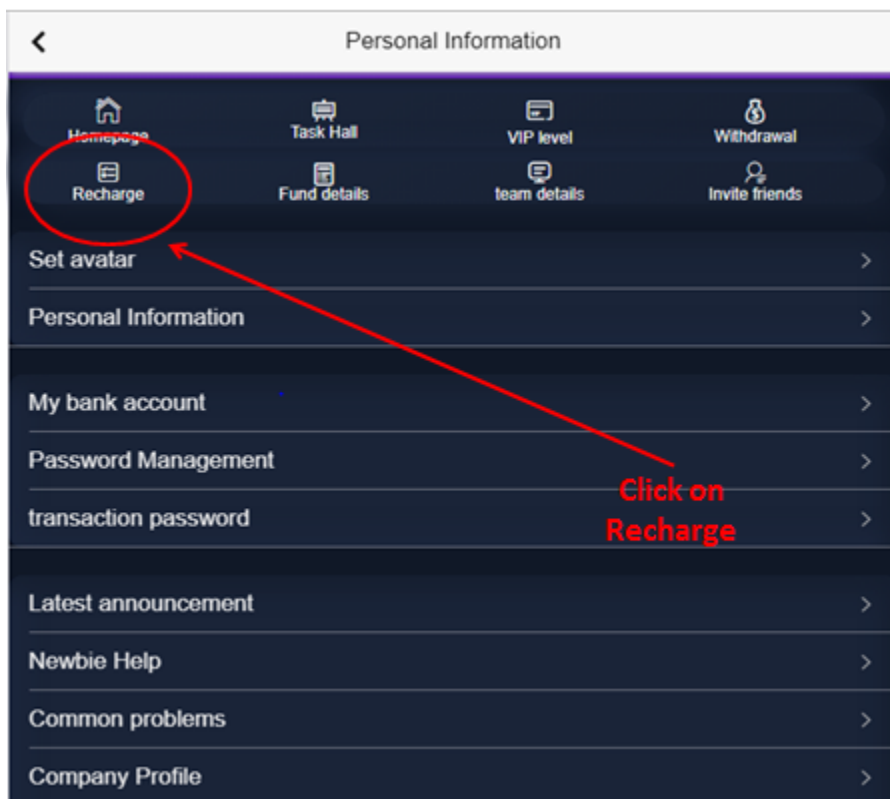 Personal Information
Homepage Task Hall VIP level Withdrawal
Recharge Fund details team details Invite friends
Set avatar
Personal Information
My bank account
Password Management
Click on
Recharge
transaction password
Latest announcement
Newbie Help
Common problems
Company Profile